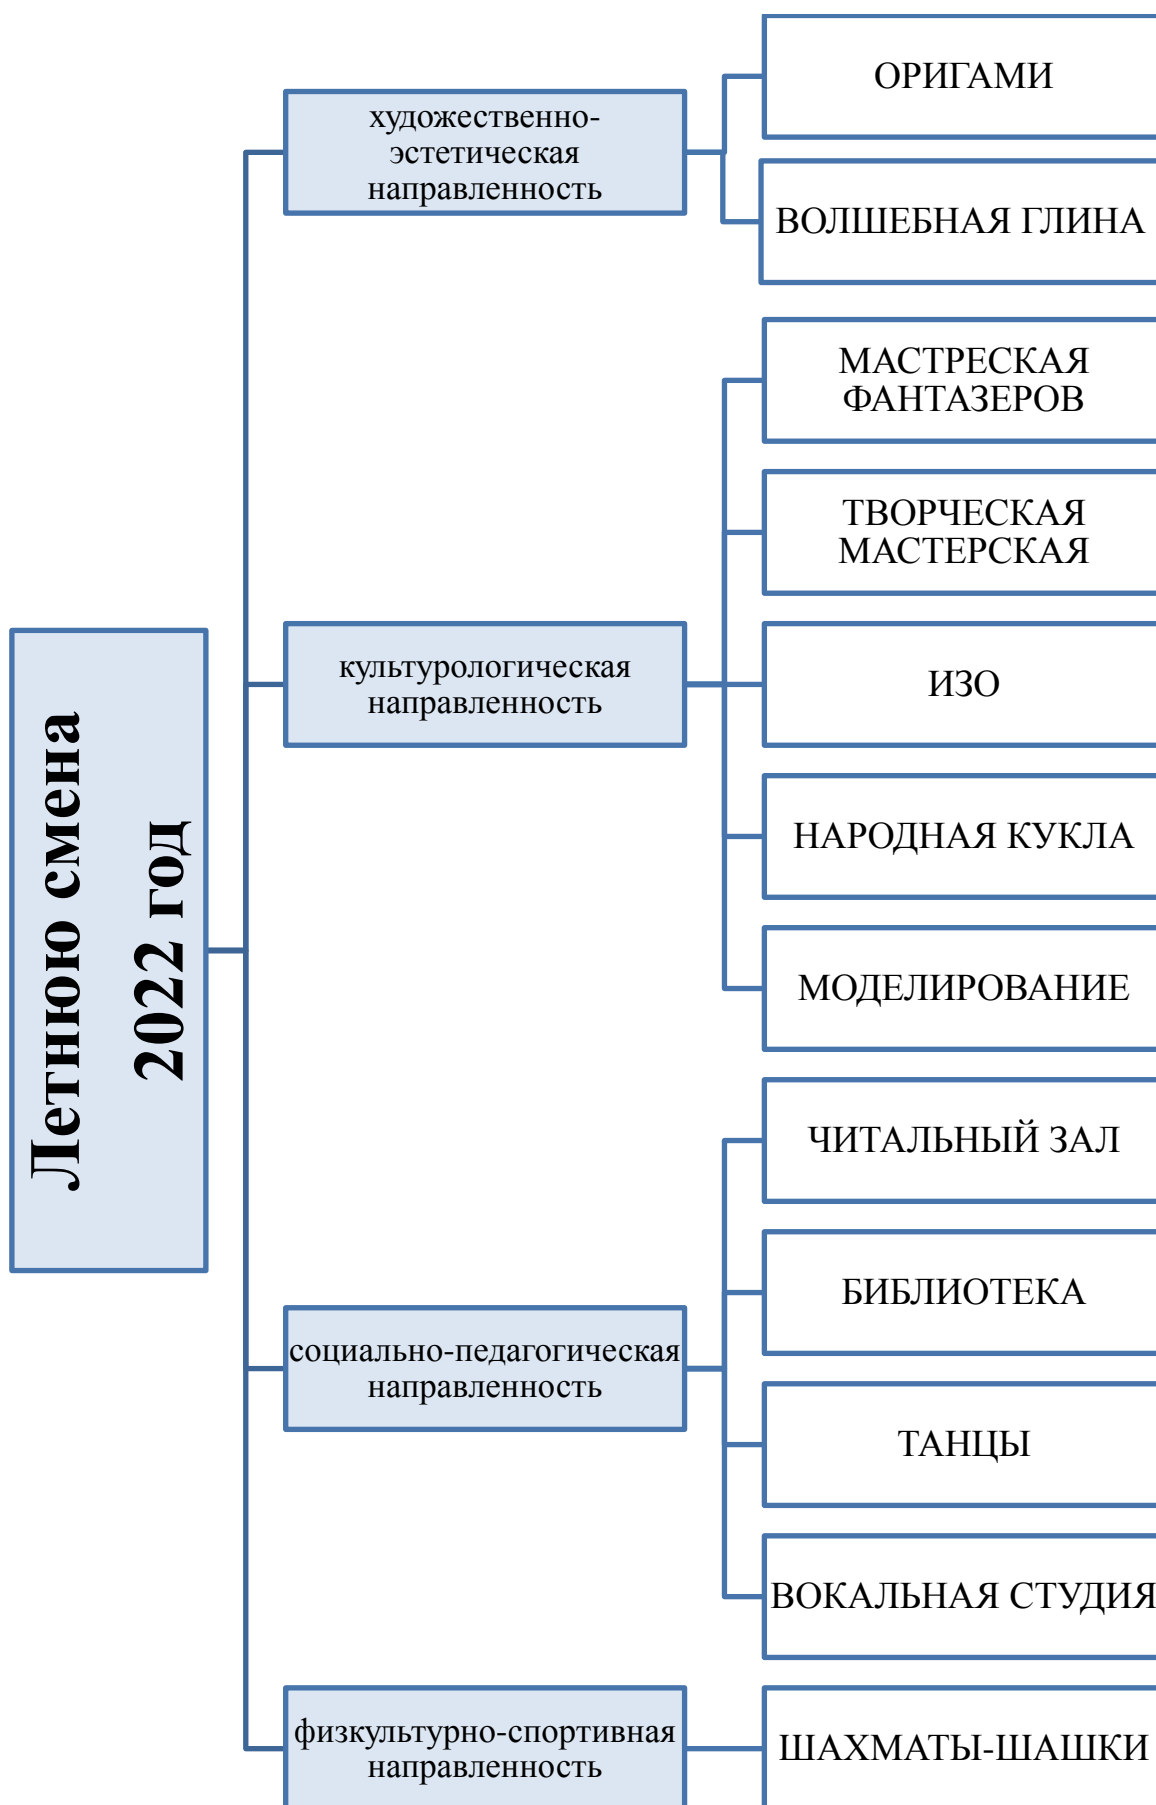 Летнюю смена
2022 год
художественно-
эстетическая
направленность
ОРИГАМИ
ВОЛШЕБНАЯ ГЛИНА
культурологическая
направленность
МАСТРЕСКАЯ
ФАНТАЗЕРОВ
ТВОРЧЕСКАЯ
МАСТЕРСКАЯ
ИЗО
НАРОДНАЯ КУКЛА
МОДЕЛИРОВАНИЕ
социально-педагогическая
направленность
ЧИТАЛЬНЫЙ ЗАЛ
БИБЛИОТЕКА
ТАНЦЫ
ВОКАЛЬНАЯ СТУДИЯ
физкультурно-спортивная
направленность
ШАХМАТЫ-ШАШКИ